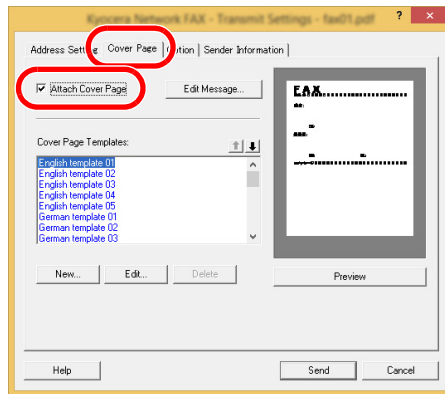 Kyocera Network FAX - Transmit Settings - fax01.pdf ? ×
Address Setting Cover Page Option Sender Information
Attach Cover Page Edit Message...
FAX
Cover Page Templates:
English template 01
English template 02
English template 03
English template 04
English template 05
German template 01
German template 02
German template 03
New... Edit... Delete Preview
Help Send Cancel